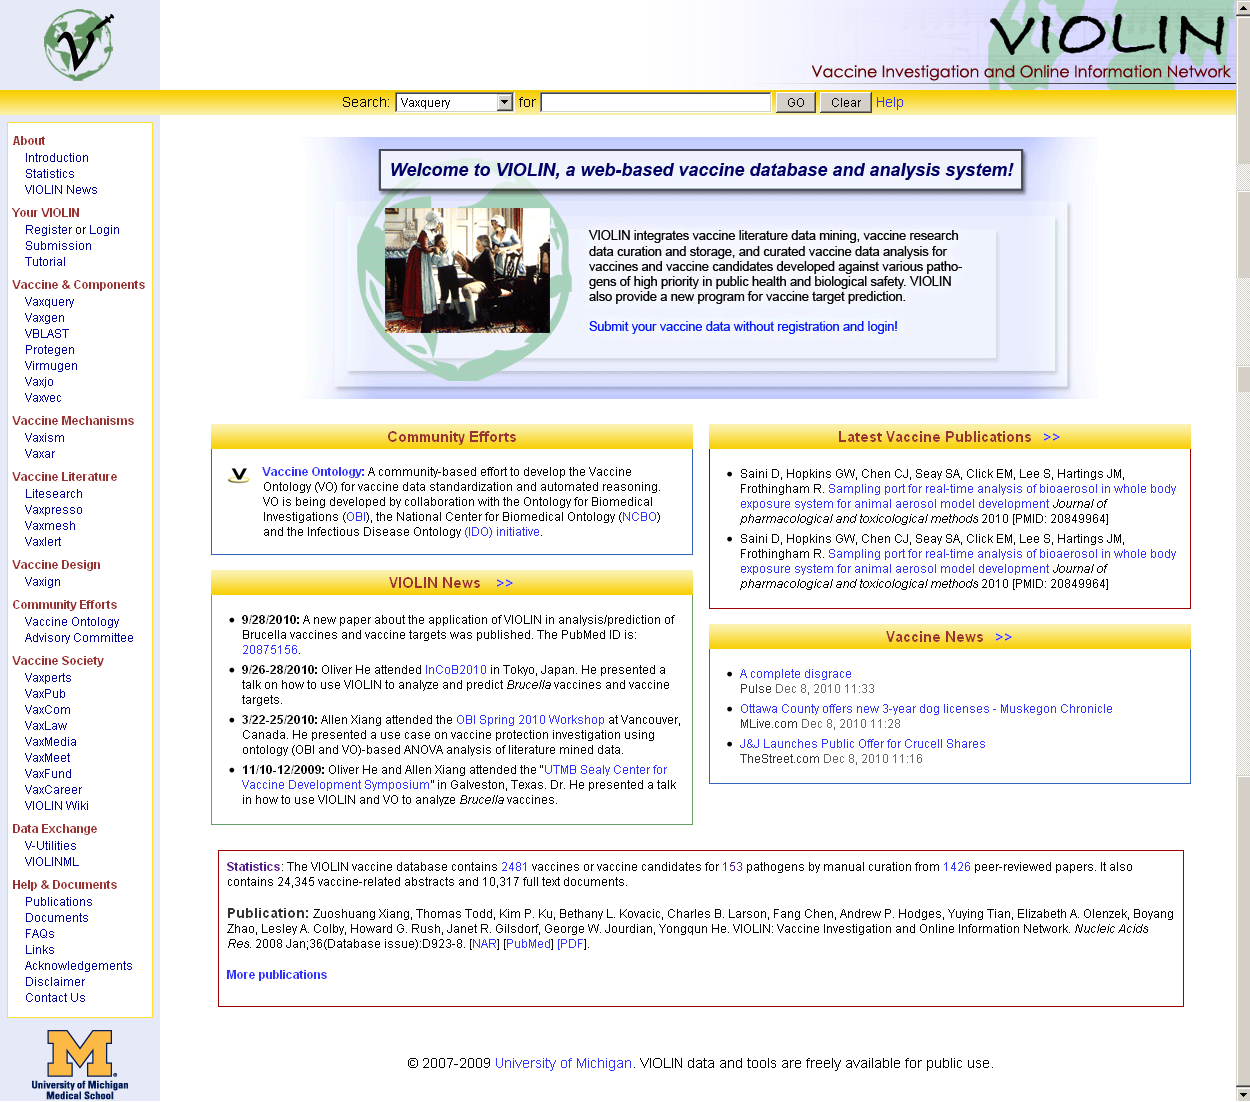 VIOLIN
Vaccine Investigation and Online Information Network
Search: Vaxquery for GO Clear Help
About
Introduction
Statistics
VIOLIN News
Your VIOLIN
Register or Login
Submission
Tutorial
Vaccine & Components
Vaxquery
Vaxgen
VBLAST
Protegen
Virmugen
Vaxjo
Vaxvec
Vaccine Mechanisms
Vaxism
Vaxar
Vaccine Literature
Litesearch
Vaxpresso
Vaxmesh
Vaxlert
Vaccine Design
Vaxign
Community Efforts
Vaccine Ontology
Advisory Committee
Vaccine Society
Vaxperts
VaxPub
VaxCom
VaxLaw
VaxMedia
VaxMeet
VaxFund
VaxCareer
VIOLIN Wiki
Data Exchange
V-Utilities
VIOLINML
Help & Documents
Publications
Documents
FAQs
Links
Acknowledgements
Disclaimer
Contact Us
M
University of Michigan
Medical School
Welcome to VIOLIN, a web-based vaccine database and analysis system!
VIOLIN integrates vaccine literature data mining, vaccine research
data curation and storage, and curated vaccine data analysis for
vaccines and vaccine candidates developed against various patho-
gens of high priority in public health and biological safety. VIOLIN
also provide a new program for vaccine target prediction.
Submit your vaccine data without registration and login!
Community Efforts
Vaccine Ontology: A community-based effort to develop the Vaccine
Ontology (VO) for vaccine data standardization and automated reasoning.
VO is being developed by collaboration with the Ontology for Biomedical
Investigations (OBI), the National Center for Biomedical Ontology (NCBO)
and the Infectious Disease Ontology (IDO) initiative.
VIOLIN News >>
• 9/28/2010: A new paper about the application of VIOLIN in analysis/prediction of
Brucella vaccines and vaccine targets was published. The PubMed ID is:
20875156.
• 9/26-28/2010: Oliver He attended InCoB2010 in Tokyo, Japan. He presented a
talk on how to use VIOLIN to analyze and predict Brucella vaccines and vaccine
targets.
• 3/22-25/2010: Allen Xiang attended the OBI Spring 2010 Workshop at Vancouver,
Canada. He presented a use case on vaccine protection investigation using
ontology (OBI and VO)-based ANOVA analysis of literature mined data.
• 11/10-12/2009: Oliver He and Allen Xiang attended the "UTMB Sealy Center for
Vaccine Development Symposium" in Galveston, Texas. Dr. He presented a talk
in how to use VIOLIN and VO to analyze Brucella vaccines.
Latest Vaccine Publications >>
• Saini D, Hopkins GW, Chen CJ, Seay SA, Click EM, Lee S, Hartings JM,
Frothingham R. Sampling port for real-time analysis of bioaerosol in whole body
exposure system for animal aerosol model development Journal of
pharmacological and toxicological methods 2010 [PMID: 20849964]
• Saini D, Hopkins GW, Chen CJ, Seay SA, Click EM, Lee S, Hartings JM,
Frothingham R. Sampling port for real-time analysis of bioaerosol in whole body
exposure system for animal aerosol model development Journal of
pharmacological and toxicological methods 2010 [PMID: 20849964]
Vaccine News >>
• A complete disgrace
Pulse Dec 8, 2010 11:33
• Ottawa County offers new 3-year dog licenses - Muskegon Chronicle
MLive.com Dec 8, 2010 11:28
• J&J Launches Public Offer for Crucell Shares
TheStreet.com Dec 8, 2010 11:16
Statistics: The VIOLIN vaccine database contains 2481 vaccines or vaccine candidates for 153 pathogens by manual curation from 1426 peer-reviewed papers. It also
contains 24,345 vaccine-related abstracts and 10,317 full text documents.
Publication: Zuoshuang Xiang, Thomas Todd, Kim P. Ku, Bethany L. Kovacic, Charles B. Larson, Fang Chen, Andrew P. Hodges, Yuying Tian, Elizabeth A. Olenzek, Boyang
Zhao, Lesley A. Colby, Howard G. Rush, Janet R. Gilsdorf, George W. Jourdian, Yongqun He. VIOLIN: Vaccine Investigation and Online Information Network. Nucleic Acids
Res. 2008 Jan;36(Database issue):D923-8. [NAR] [PubMed] [PDF].
More publications
© 2007-2009 University of Michigan. VIOLIN data and tools are freely available for public use.